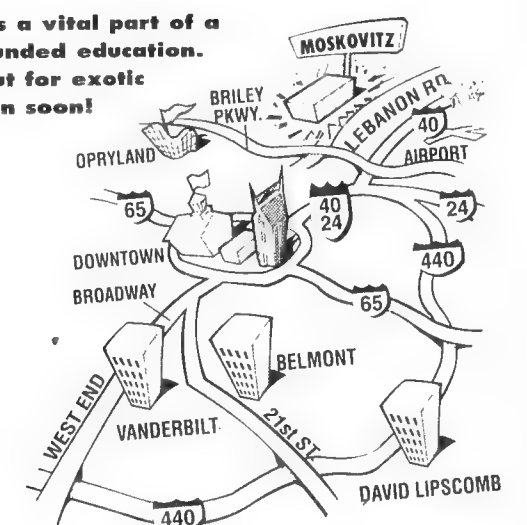 s a vital part of a
unded education.
ut for exotic
n soon!
MOSKOVITZ
BRILEY
PKWY.
LEBANON RD.
40
OPRYLAND
AIRPORT
65
40
24
24
DOWNTOWN
440
BROADWAY
65
BELMONT
WEST END
VANDERBILT
21st ST.
DAVID LIPSCOMB
440